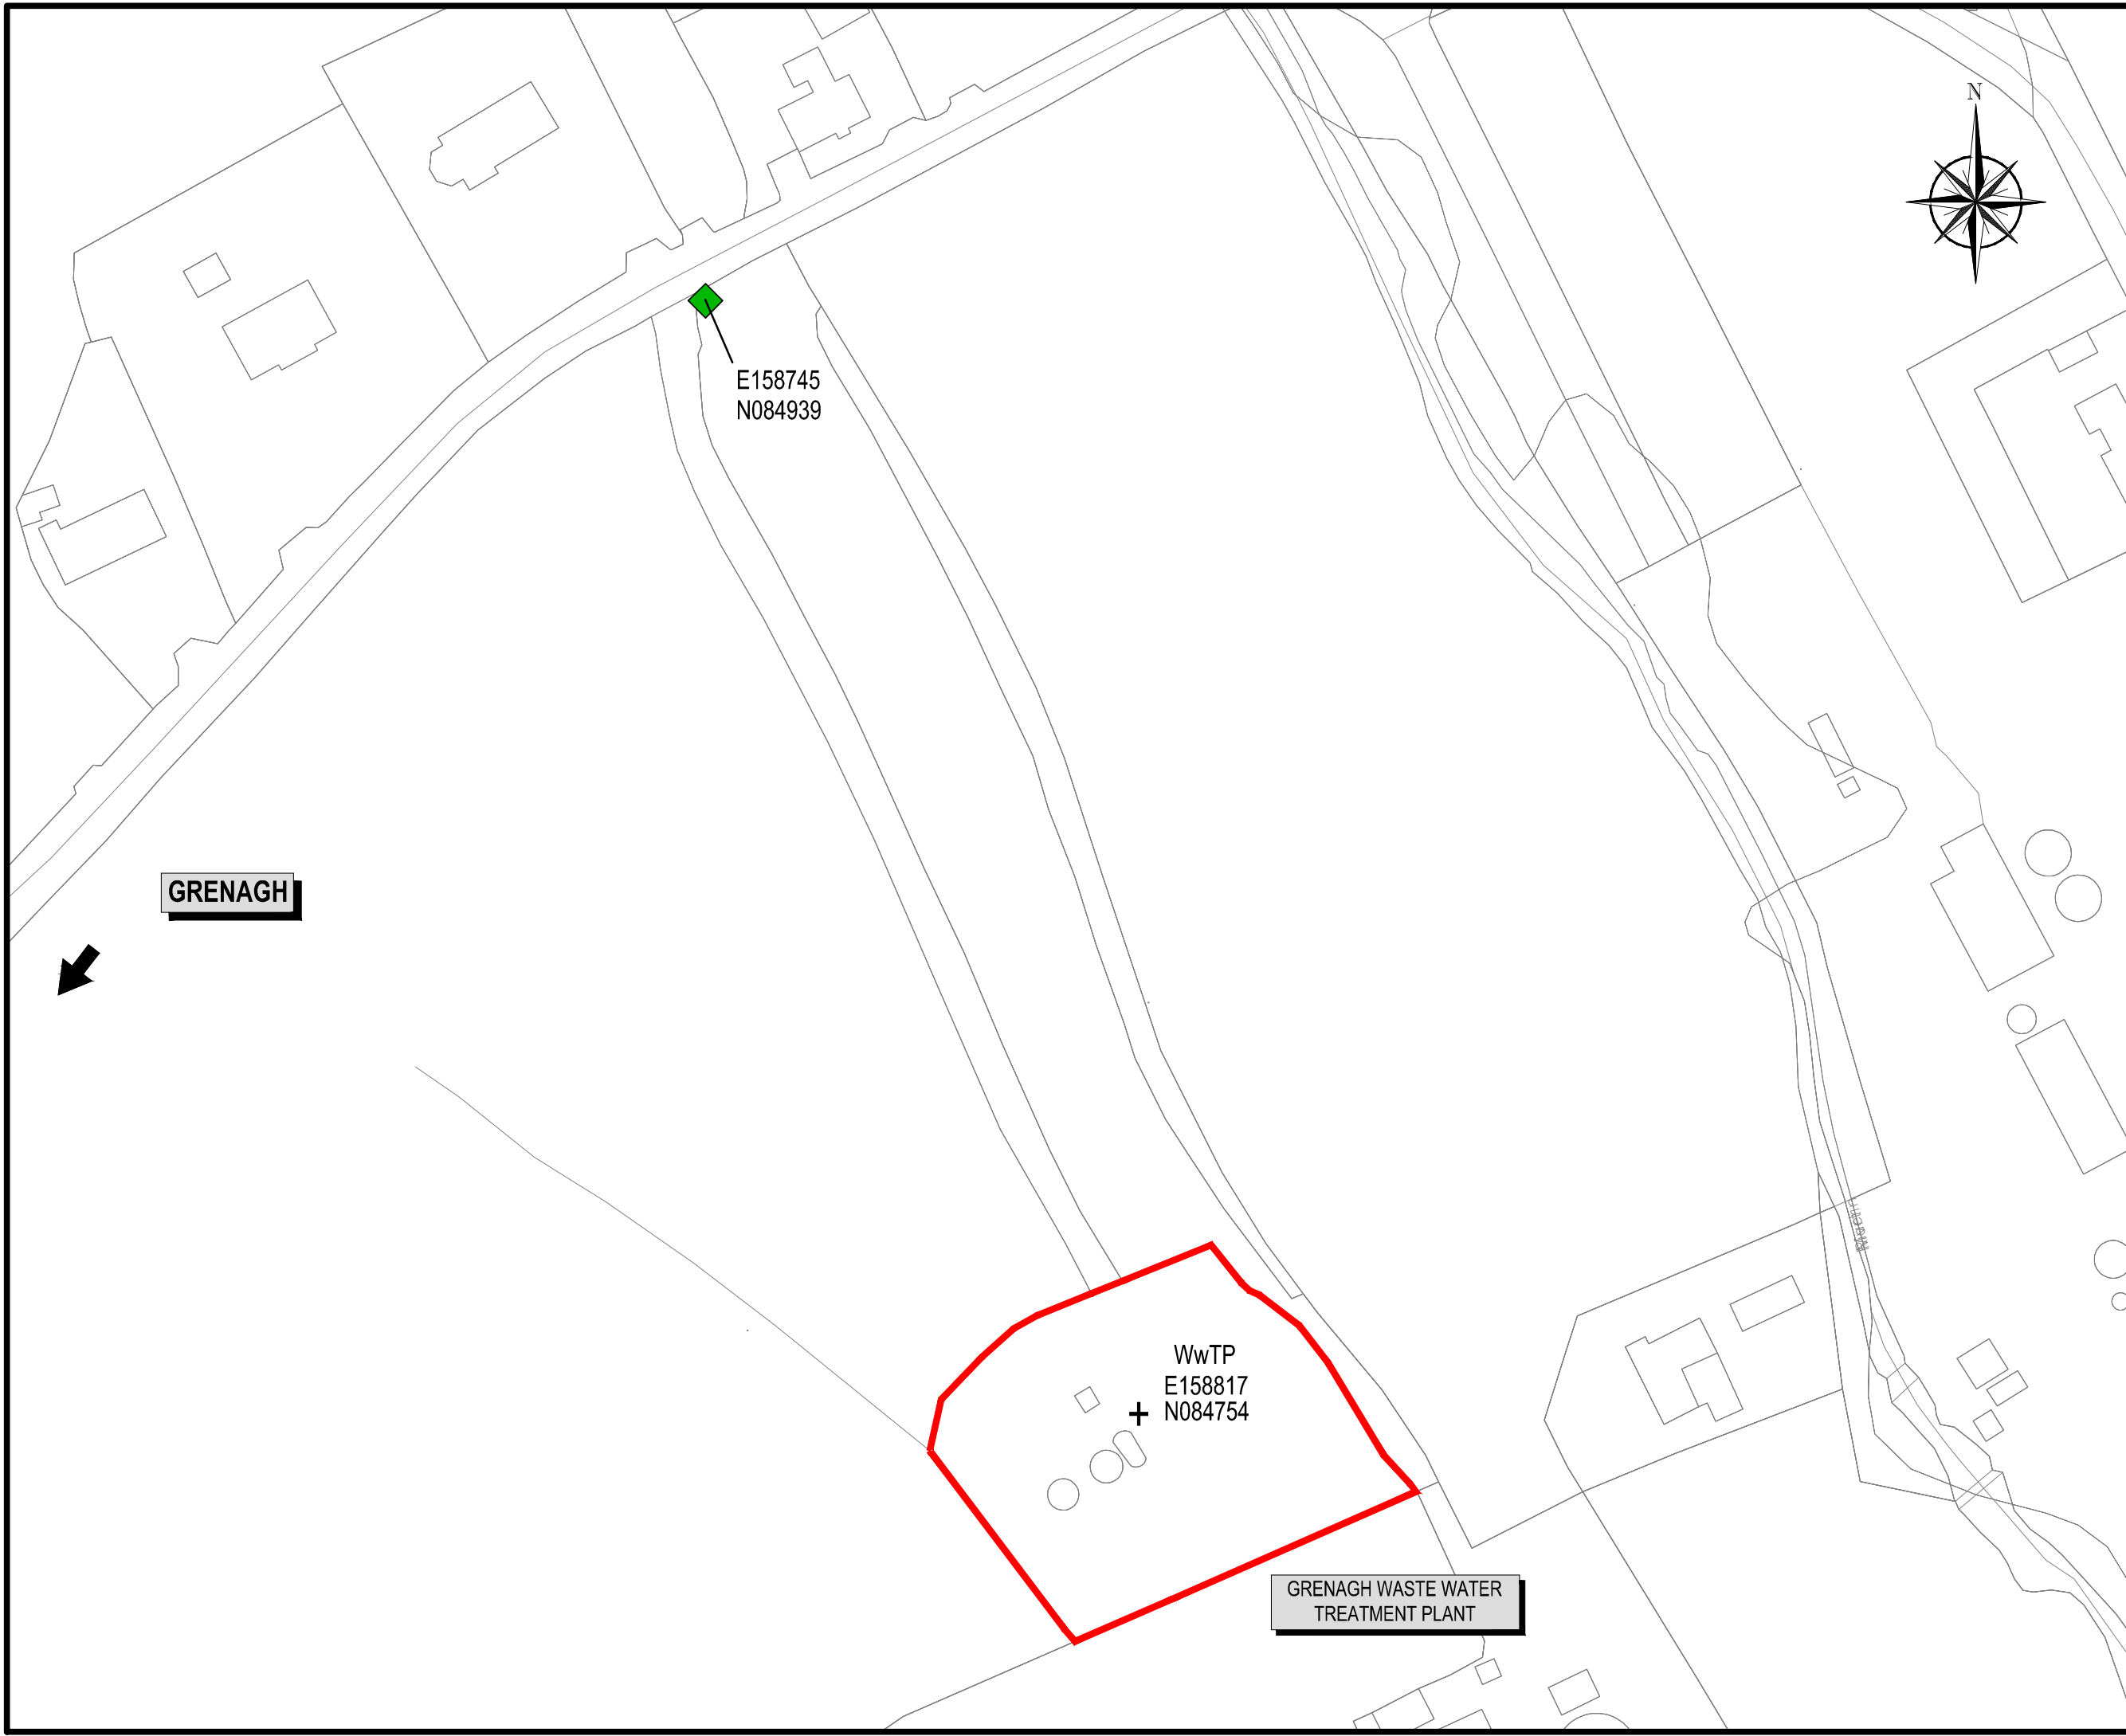 N
E158745
N084939
GRENAGH
WwTP
E158817
N084754
GRENAGH WASTE WATER
TREATMENT PLANT